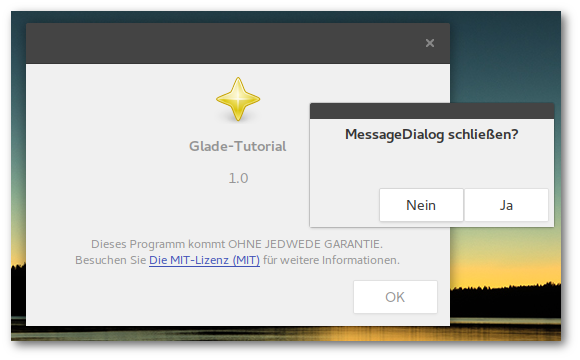 Glade-Tutorial
1.0
MessageDialog schließen?
Nein
Ja
Dieses Programm kommt OHNE JEDWEDE GARANTIE.
Besuchen Sie Die MIT-Lizenz (MIT) für weitere Informationen.
OK